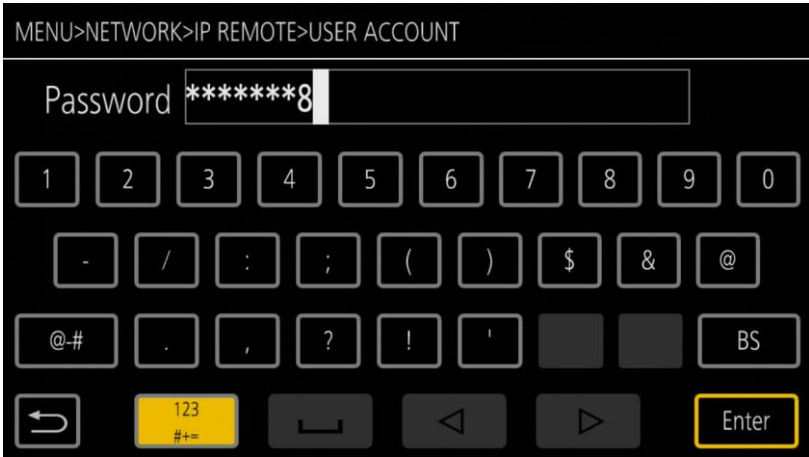 MENU>NETWORK>IP REMOTE>USER ACCOUNT
Password *******8
1 2 3 4 5 6 7 8 9 0
- / : ; ( ) $ & @
@-# . , ? ! ' BS
123
#+= Enter